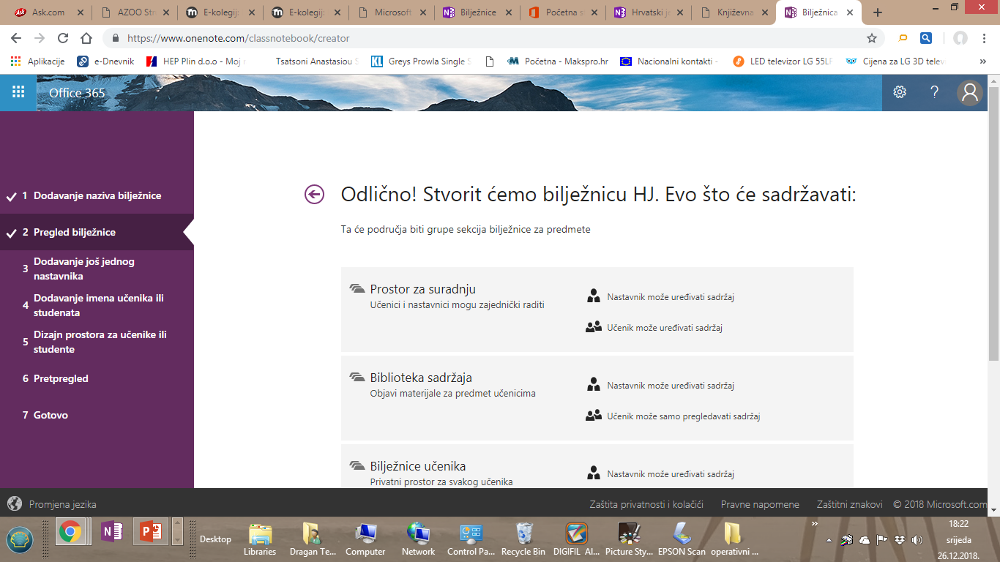 Ask.com
AZOO Str
E-kolegij:
E-kolegij:
Microsoft
Bilježnice
Početna s
Hrvatski je
Književna
Bilježnica
https://www.onenote.com/classnotebook/creator
Aplikacije
e-Dnevnik
HEP Plin d.o.o - Moj r
Tsatsoni Anastasiou S
Greys Prowla Single S
Početna - Makspro.hr
Nacionalni kontakti -
LED televizor LG 55LF
Cijena za LG 3D telev
»
Office 365
?
1 Dodavanje naziva bilježnice
2 Pregled bilježnice
3 Dodavanje još jednog
nastavnika
4 Dodavanje imena učenika ili
studenata
5 Dizajn prostora za učenike ili
studente
6 Pretpregled
7 Gotovo
Odlično! Stvorit ćemo bilježnicu HJ. Evo što će sadržavati:
Ta će područja biti grupe sekcija bilježnice za predmete
Prostor za suradnju
Učenici i nastavnici mogu zajednički raditi
Nastavnik može uređivati sadržaj
Učenik može uređivati sadržaj
Biblioteka sadržaja
Objavi materijale za predmet učenicima
Nastavnik može uređivati sadržaj
Učenik može samo pregledavati sadržaj
Bilježnice učenika
Privatni prostor za svakog učenika
Nastavnik može uređivati sadržaj
Promjena jezika
Zaštita privatnosti i kolačići
Pravne napomene
Zaštitni znakovi
© 2018 Microsoft.com
Desktop
Libraries
Dragan Te...
Computer
Network
Control Pa...
Recycle Bin
DIGIFIL Al...
Picture Sty...
EPSON Scan
operativni ...
»
18:22
srijeda
26.12.2018.